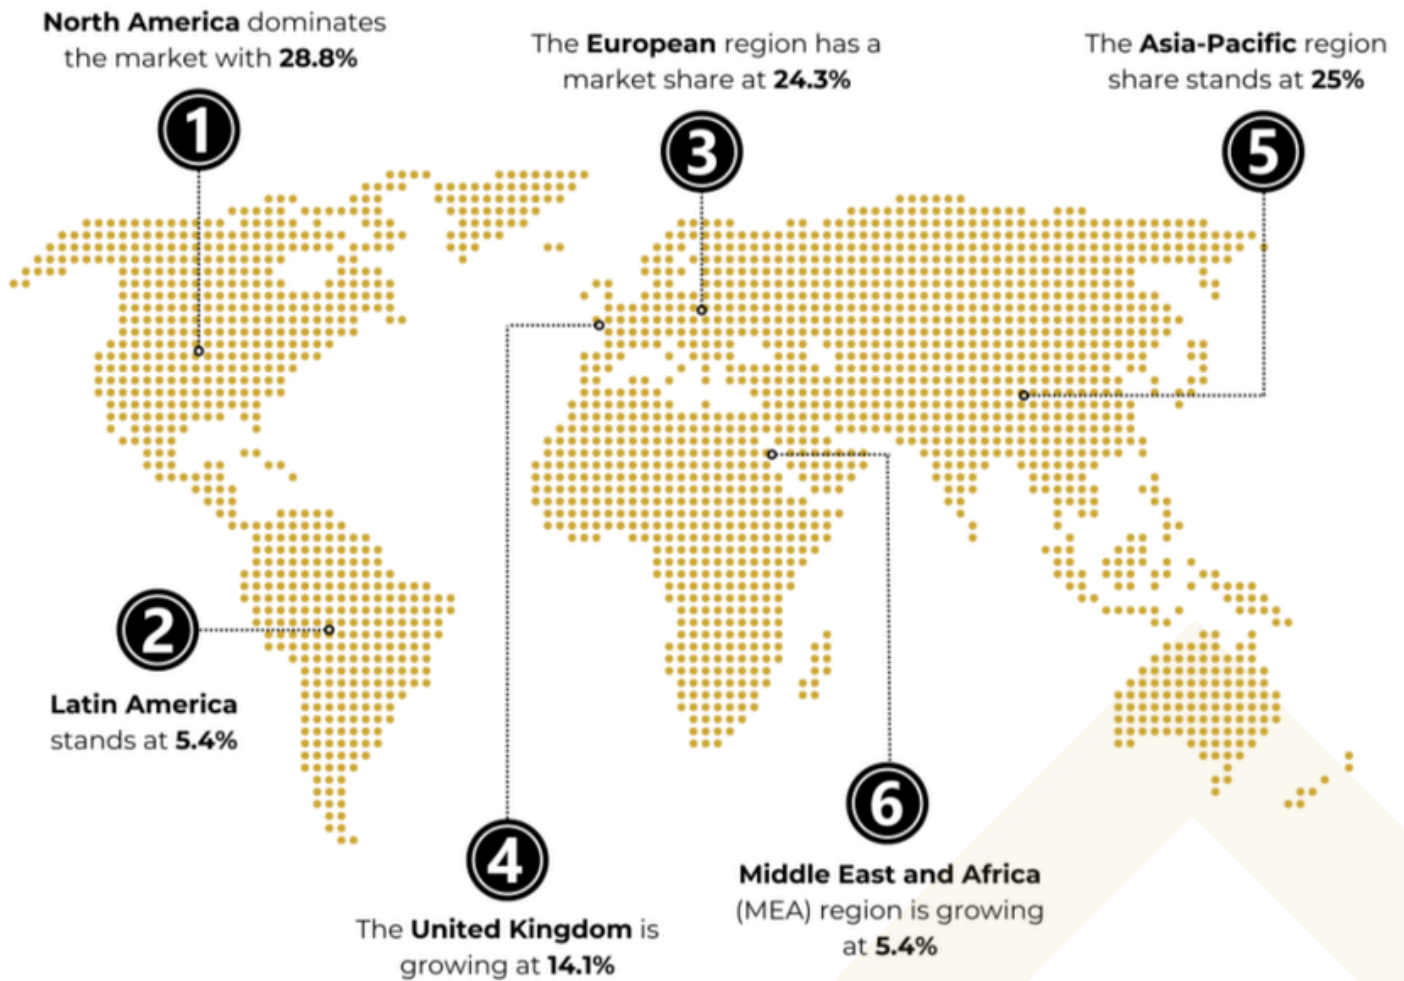 North America dominates
the market with 28.8%
1
The European region has a
market share at 24.3%
3
The Asia-Pacific region
share stands at 25%
5
2
Latin America
stands at 5.4%
4
The United Kingdom is
growing at 14.1%
6
Middle East and Africa
(MEA) region is growing
at 5.4%